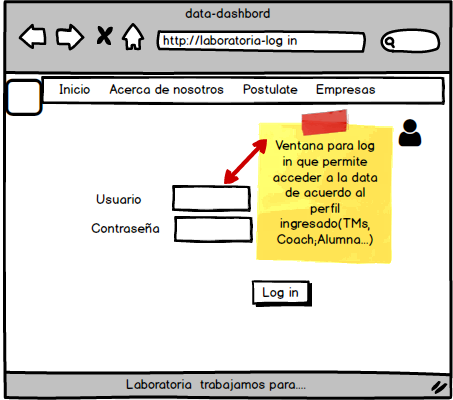 data-dashbord
http://laboratoria-log in
Inicio Acerca de nosotros Postulate Empresas
Ventana para log
in que permite
acceder a la data
de acuerdo al
perfil
ingresado(TMs,
Coach;Alumna...)
Usuario
Contraseña
Log in
Laboratoria trabajamos para....